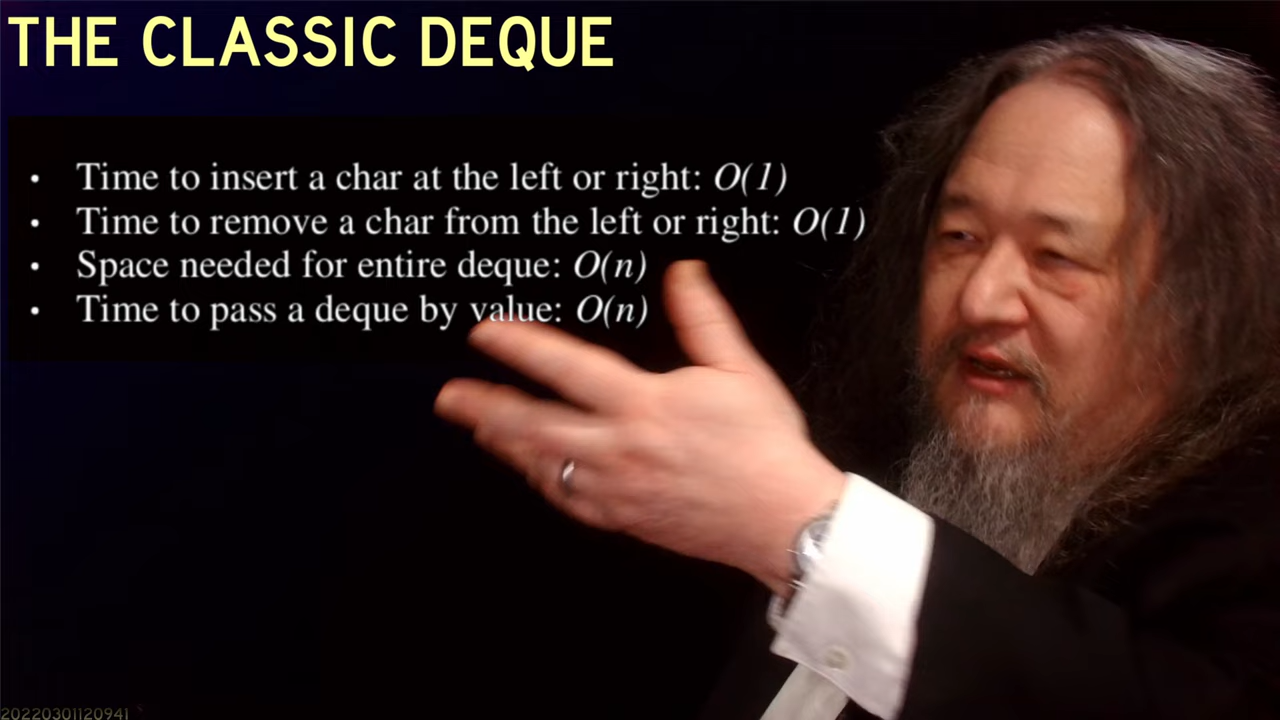 THE CLASSIC DEQUE
• Time to insert a char at the left or right: O(1)
• Time to remove a char from the left or right: O(1)
• Space needed for entire deque: O(n)
• Time to pass a deque by value: O(n)
20220301120941